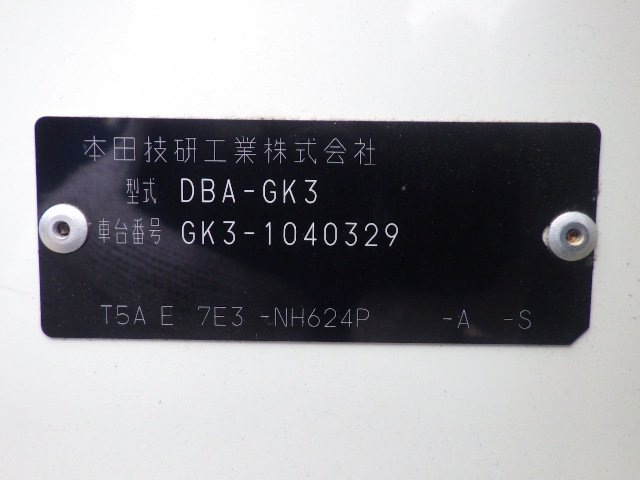 本田技研工業株式会社
型式 DBA-GK3
車台番号 GK3-1040329
T5A E 7E3 -NH624P -A -S